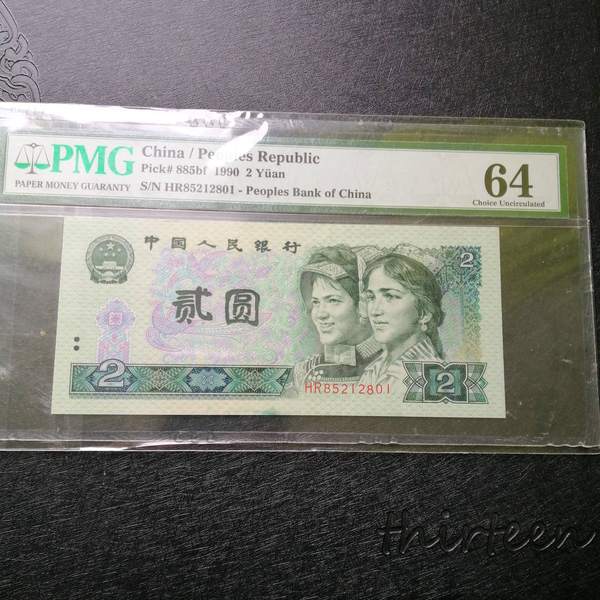 PMG
PAPER MONEY GUARANTY
China / Peoples Republic
Pick# 885bf 1990 2 Yüan
S/N HR85212801 - Peoples Bank of China
64
Choice Uncirculated
中国人民银行
2
贰圆
2
HR85212801
2
thirteen